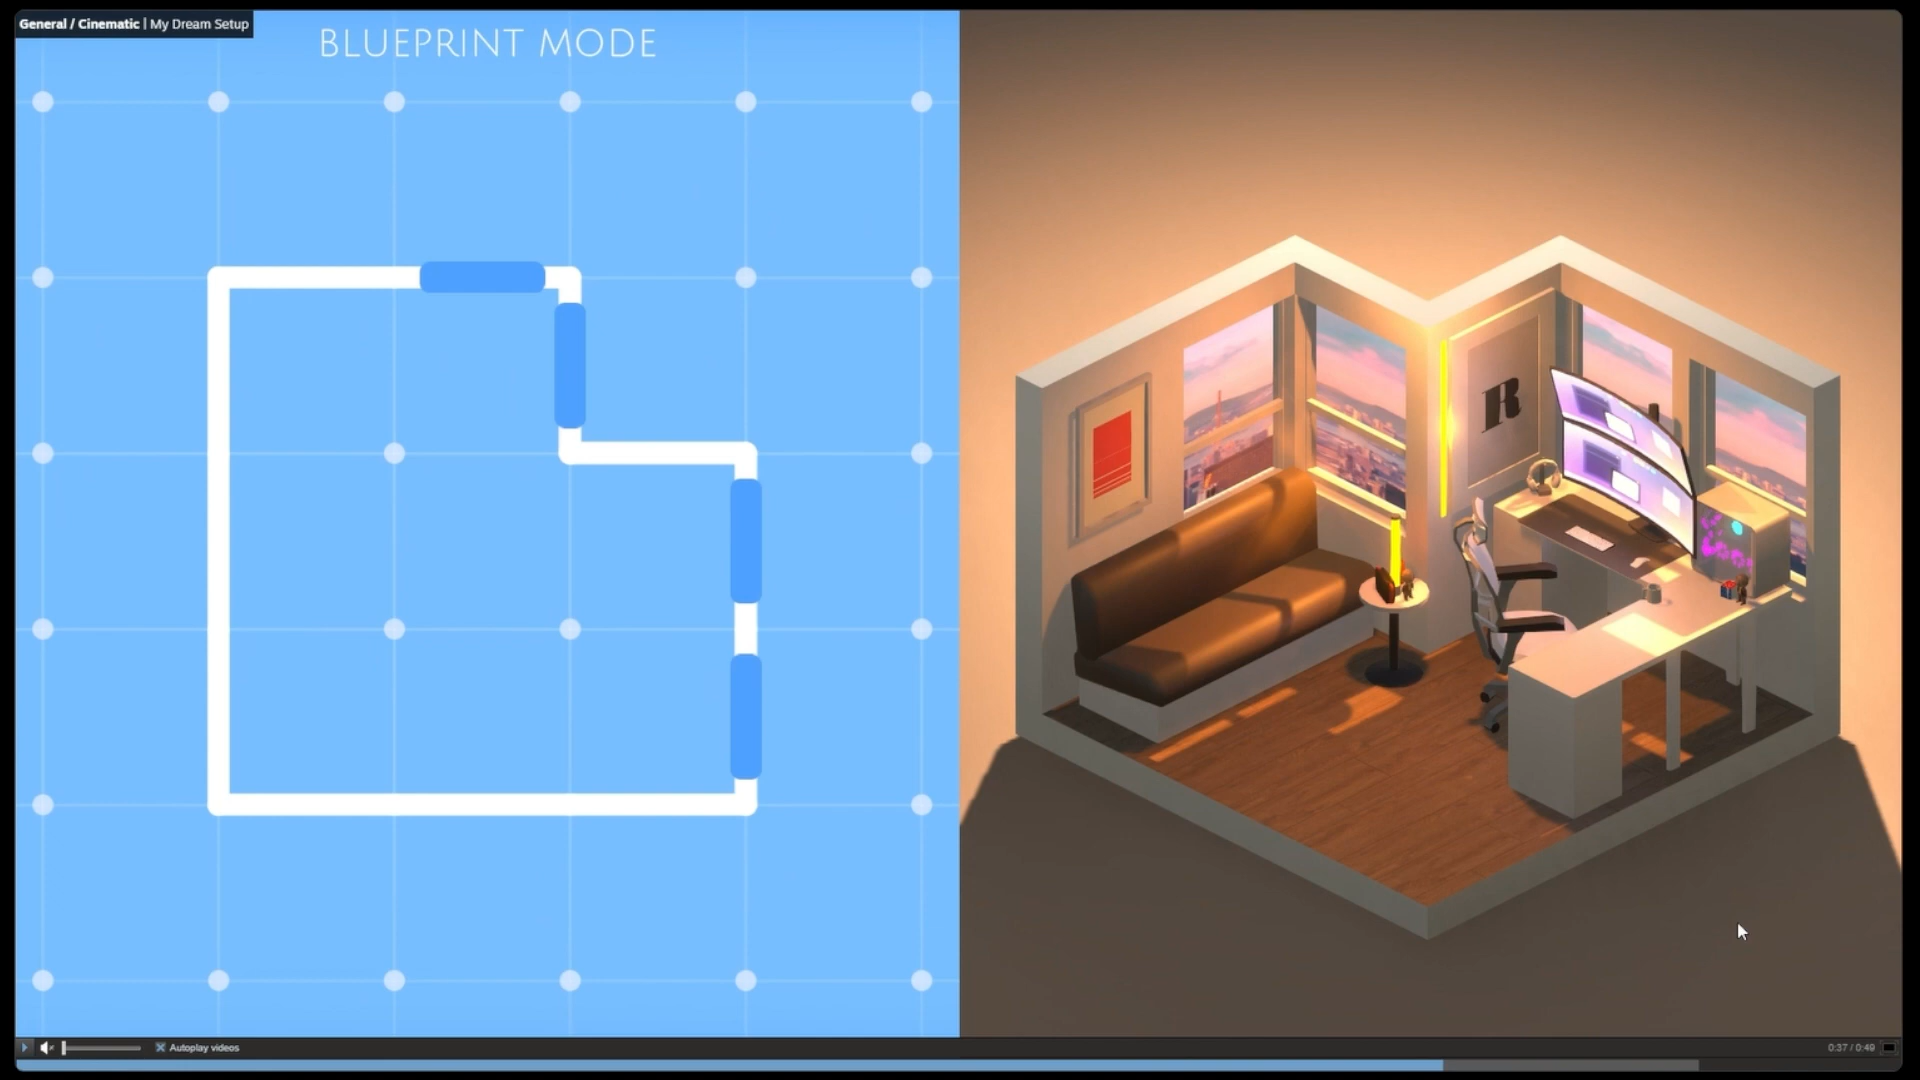 General / Cinematic | My Dream Setup
BLUEPRINT MODE
R
Autoplay videos
0:37 / 0:49